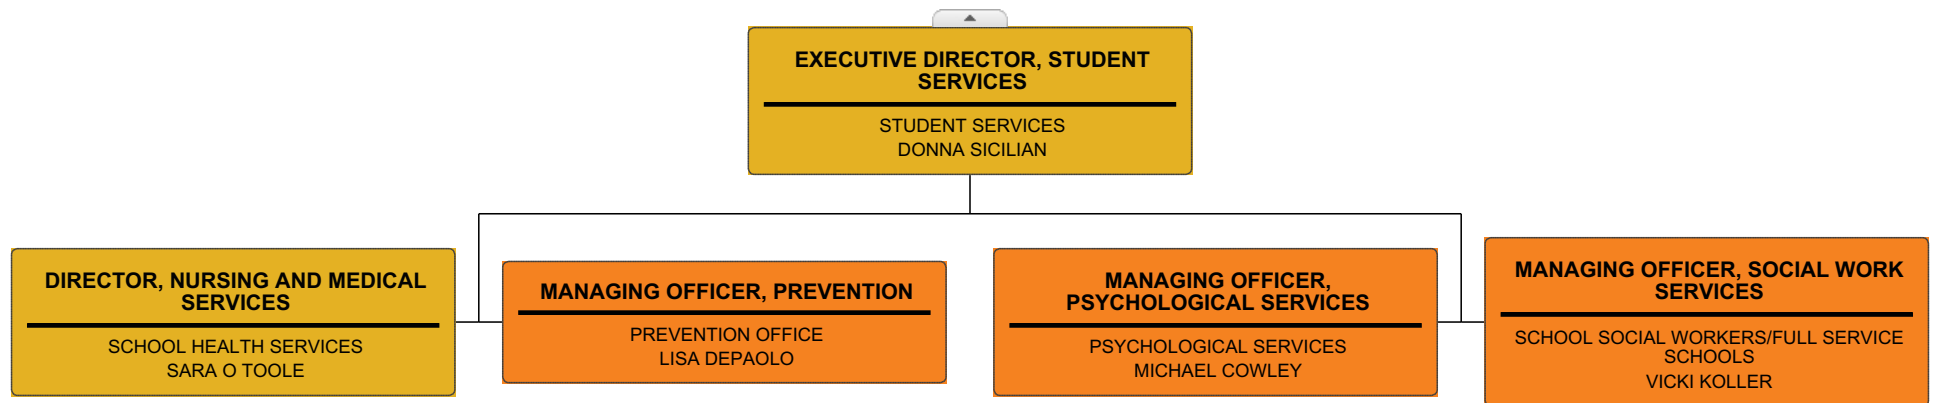 EXECUTIVE DIRECTOR, STUDENT
SERVICES
STUDENT SERVICES
DONNA SICILIAN
DIRECTOR, NURSING AND MEDICAL
SERVICES
SCHOOL HEALTH SERVICES
SARA O TOOLE
MANAGING OFFICER, PREVENTION
PREVENTION OFFICE
LISA DEPAOLO
MANAGING OFFICER,
PSYCHOLOGICAL SERVICES
PSYCHOLOGICAL SERVICES
MICHAEL COWLEY
MANAGING OFFICER, SOCIAL WORK
SERVICES
SCHOOL SOCIAL WORKERS/FULL SERVICE
SCHOOLS
VICKI KOLLER